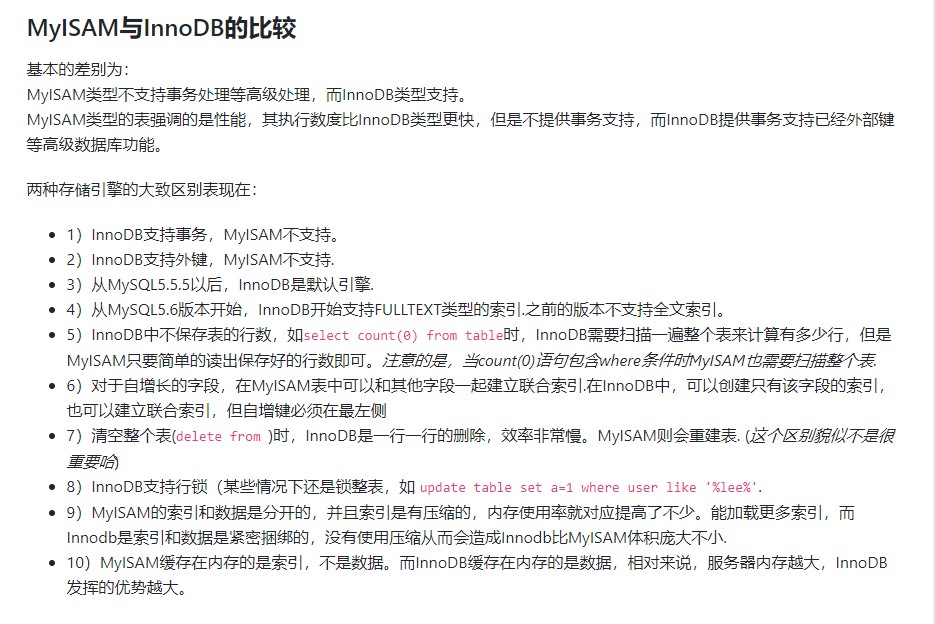 MyISAM与InnoDB的比较
基本的差别为：
MyISAM类型不支持事务处理等高级处理，而InnoDB类型支持。
MyISAM类型的表强调的是性能，其执行数度比InnoDB类型更快，但是不提供事务支持，而InnoDB提供事务支持已经外部键
等高级数据库功能。
两种存储引擎的大致区别表现在：
• 1）InnoDB支持事务，MyISAM不支持。
• 2）InnoDB支持外键，MyISAM不支持.
• 3）从MySQL5.5.5以后，InnoDB是默认引擎.
• 4）从MySQL5.6版本开始，InnoDB开始支持FULLTEXT类型的索引.之前的版本不支持全文索引。
• 5）InnoDB中不保存表的行数，如select count(0) from table时，InnoDB需要扫描一遍整个表来计算有多少行，但是
MyISAM只要简单的读出保存好的行数即可。注意的是，当count(0)语句包含where条件时MyISAM也需要扫描整个表.
• 6）对于自增长的字段，在MyISAM表中可以和其他字段一起建立联合索引.在InnoDB中，可以创建只有该字段的索引，
也可以建立联合索引，但自增键必须在最左侧
• 7）清空整个表(delete from )时，InnoDB是一行一行的删除，效率非常慢。MyISAM则会重建表. (这个区别貌似不是很
重要哈)
• 8）InnoDB支持行锁（某些情况下还是锁整表，如 update table set a=1 where user like '%lee%'.
• 9）MyISAM的索引和数据是分开的，并且索引是有压缩的，内存使用率就对应提高了不少。能加载更多索引，而
Innodb是索引和数据是紧密捆绑的，没有使用压缩从而会造成Innodb比MyISAM体积庞大不小.
• 10）MyISAM缓存在内存的是索引，不是数据。而InnoDB缓存在内存的是数据，相对来说，服务器内存越大，InnoDB
发挥的优势越大。